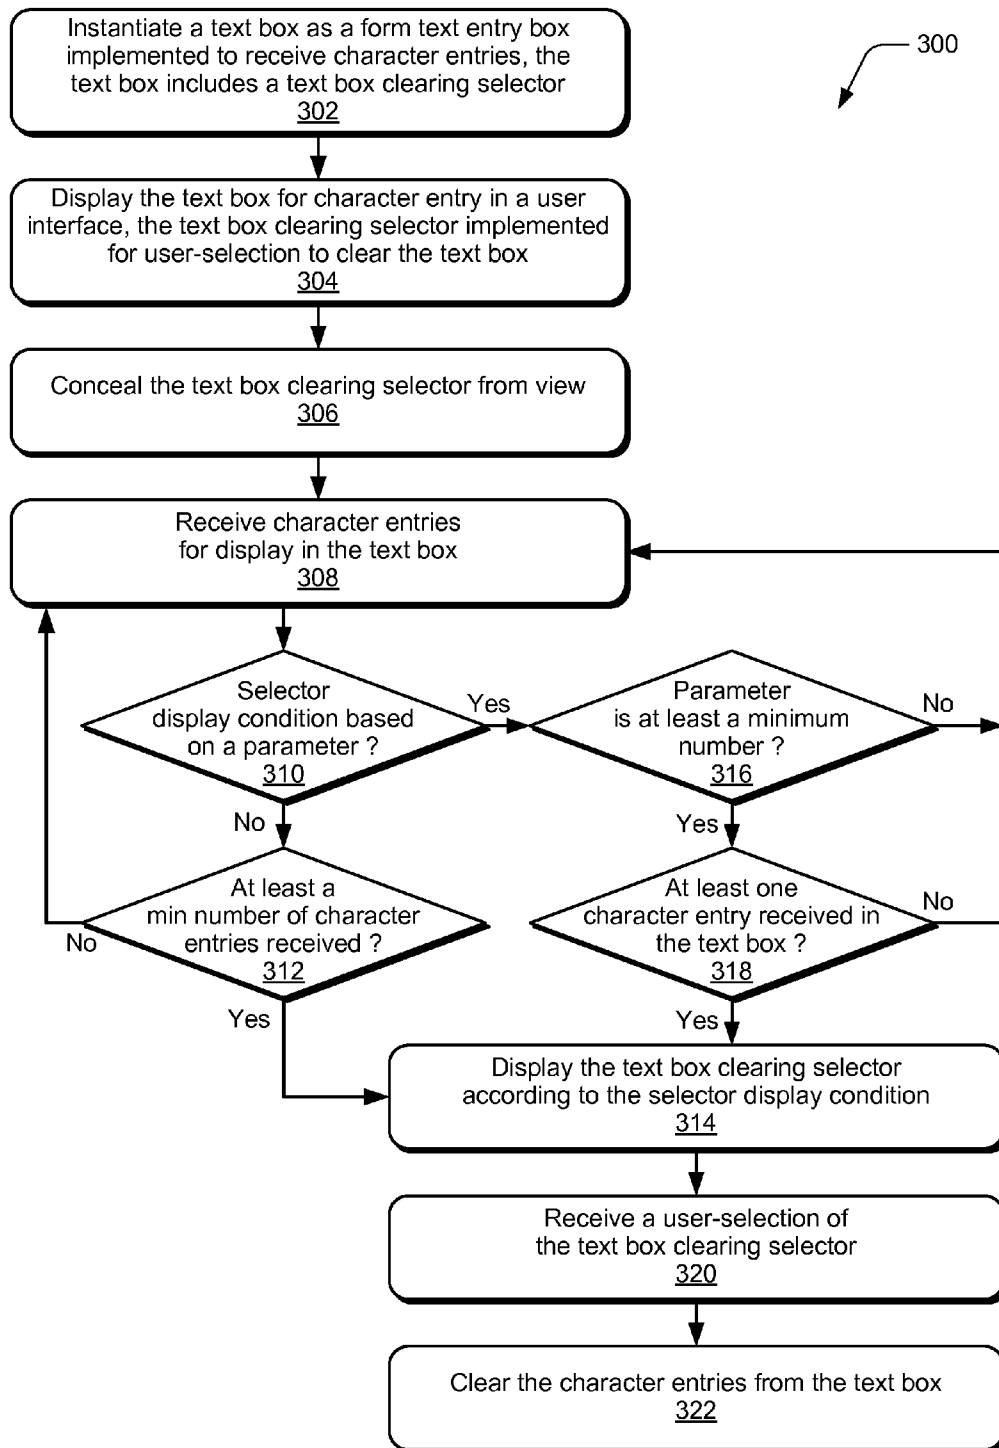 Instantiate a text box as a form text entry box
implemented to receive character entries, the
text box includes a text box clearing selector
302
300
Display the text box for character entry in a user
interface, the text box clearing selector implemented
for user-selection to clear the text box
304
Conceal the text box clearing selector from view
306
Receive character entries
for display in the text box
308
Selector
display condition based
on a parameter ?
310
Yes
No
Parameter
is at least a minimum
number ?
316
No
Yes
At least a
min number of character
entries received ?
312
No
Yes
At least one
character entry received in
the text box ?
318
No
Yes
Display the text box clearing selector
according to the selector display condition
314
Receive a user-selection of
the text box clearing selector
320
Clear the character entries from the text box
322